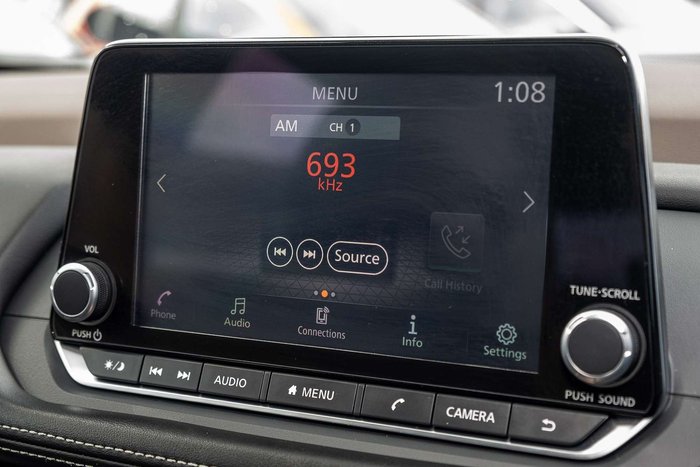 MENU
1:08
AM CH 1
693
kHz
Source
Call History
Phone
Audio
Connections
Info
Settings
VOL
PUSH
TUNE·SCROLL
PUSH SOUND
AUDIO
MENU
CAMERA